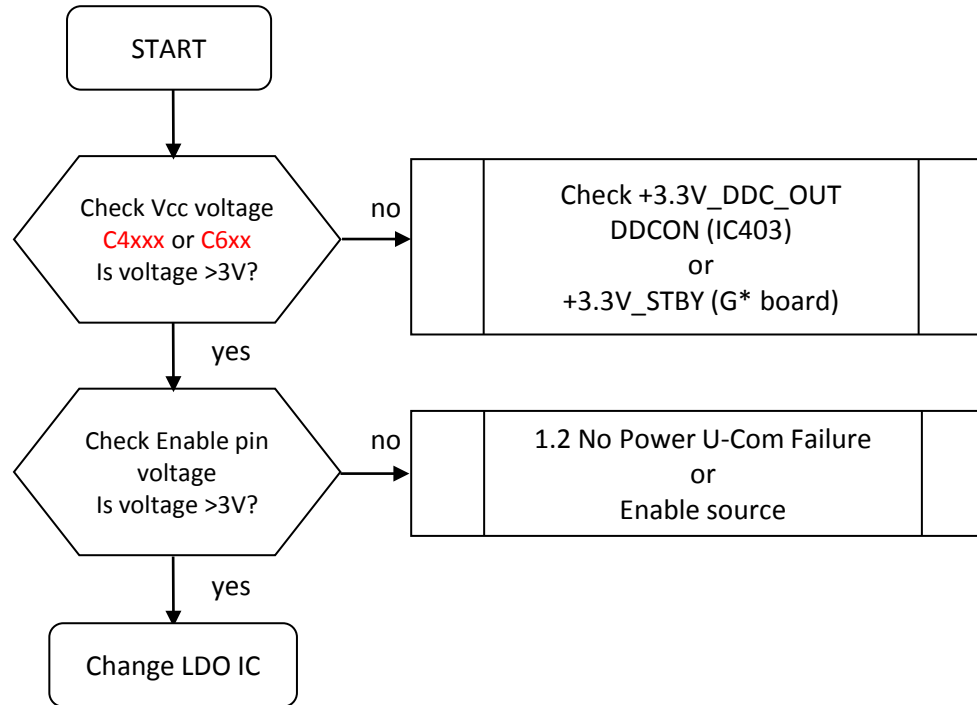 START
Check Vcc voltage
C4xxx or C6xx
Is voltage >3V?
no
Check +3.3V_DDC_OUT
DDCON (IC403)
or
+3.3V_STBY (G* board)
yes
Check Enable pin
voltage
Is voltage >3V?
no
1.2 No Power U-Com Failure
or
Enable source
yes
Change LDO IC